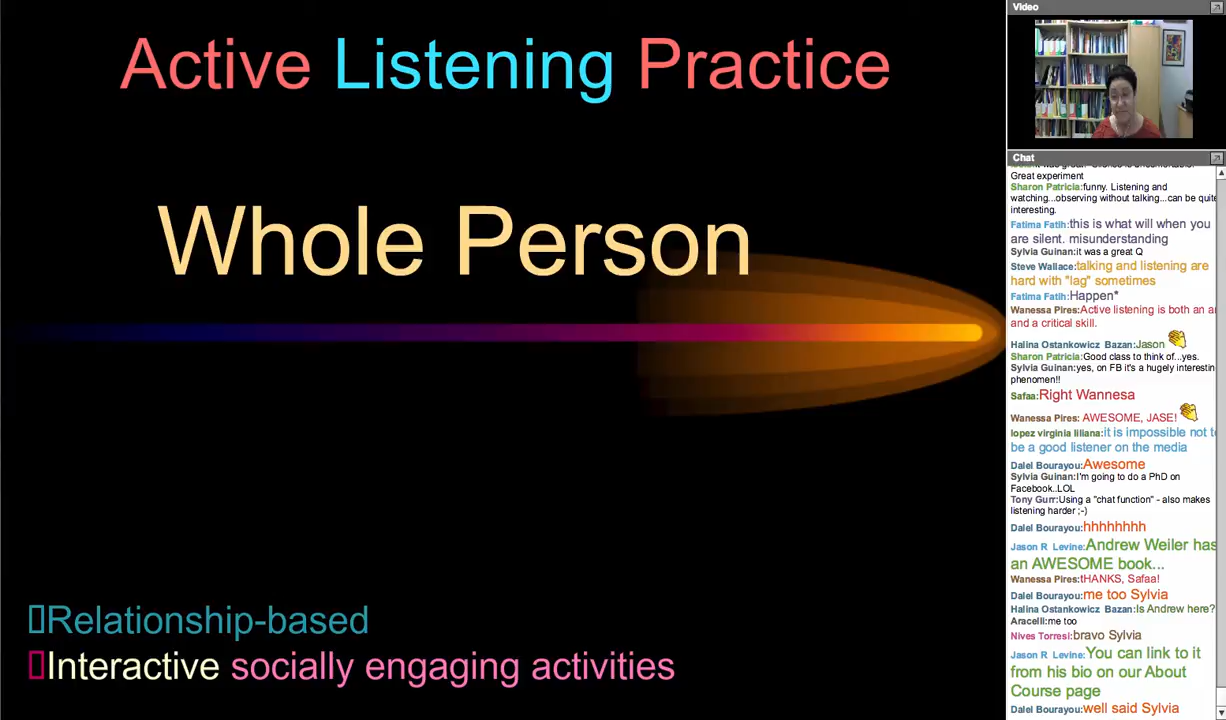 Active Listening Practice
Whole Person
Relationship-based
Interactive socially engaging activities
Video
Chat
Great experiment
Sharon Patricia:funny. Listening and
watching...observing without talking...can be quite
interesting.
Fatima Fatih:this is what will when you
are silent. misunderstanding
Sylvia Guinan:it was a great Q
Steve Wallace:talking and listening are
hard with "lag" sometimes
Fatima Fatih:Happen*
Wanessa Pires:Active listening is both an
and a critical skill.
Halina Ostankowicz Bazan:Jason
Sharon Patricia:Good class to think of...yes.
Sylvia Guinan:yes, on FB it's a hugely
phenomen!!
Safaa:Right Wannesa
Wanessa Pires: AWESOME, JASE!
lopez virginia liliana:it is impossible not
be a good listener on the media
Dalel Bourayou:Awesome
Sylvia Guinan:I'm going to do a PhD on
Facebook..LOL
Tony Gurr:Using a "chat function" - also makes
listening harder ;-)
Dalel Bourayou:hhhhhhhh
Jason R Levine:Andrew Weiler has
an AWESOME book...
Wanessa Pires:tHANKS, Safaa!
Dalel Bourayou:me too Sylvia
Halina Ostankowicz Bazan:Is Andrew here?
Aracelli:me too
Nives Torresi:bravo Sylvia
Jason R Levine:You can link to it
from his bio on our About
Course page
Dalel Bourayou:well said Sylvia